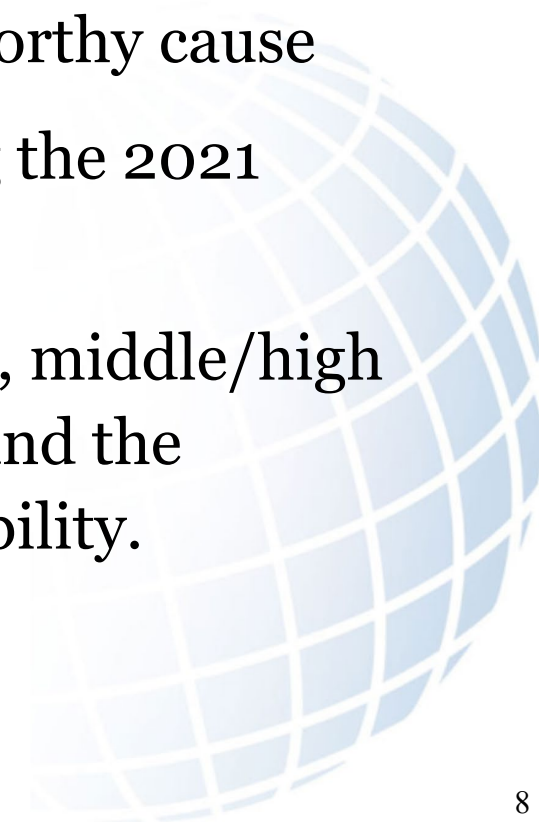 orthy cause
the 2021
, middle/high
nd the
bility.
8